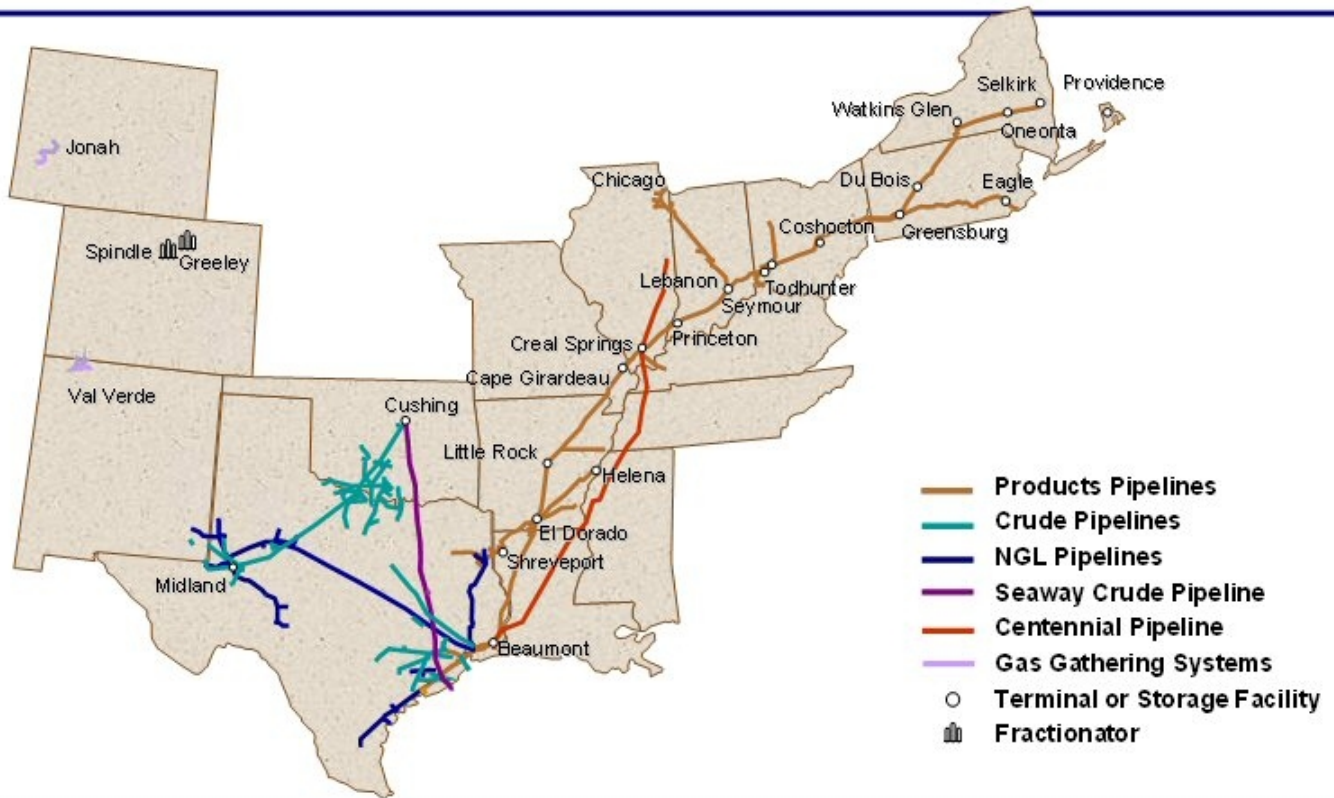 Selkirk
Providence
Watkins Glen
Oneonta
Jonah
Chicago
Du Bois
Eagle
Coshocton
Greensburg
Spindle
Greeley
Lebanon
Todhunter
Seymour
Princeton
Creal Springs
Cape Girardeau
Val Verde
Cushing
Little Rock
Helena
El Dorado
Shreveport
Midland
Beaumont
Products Pipelines
Crude Pipelines
NGL Pipelines
Seaway Crude Pipeline
Centennial Pipeline
Gas Gathering Systems
Terminal or Storage Facility
Fractionator